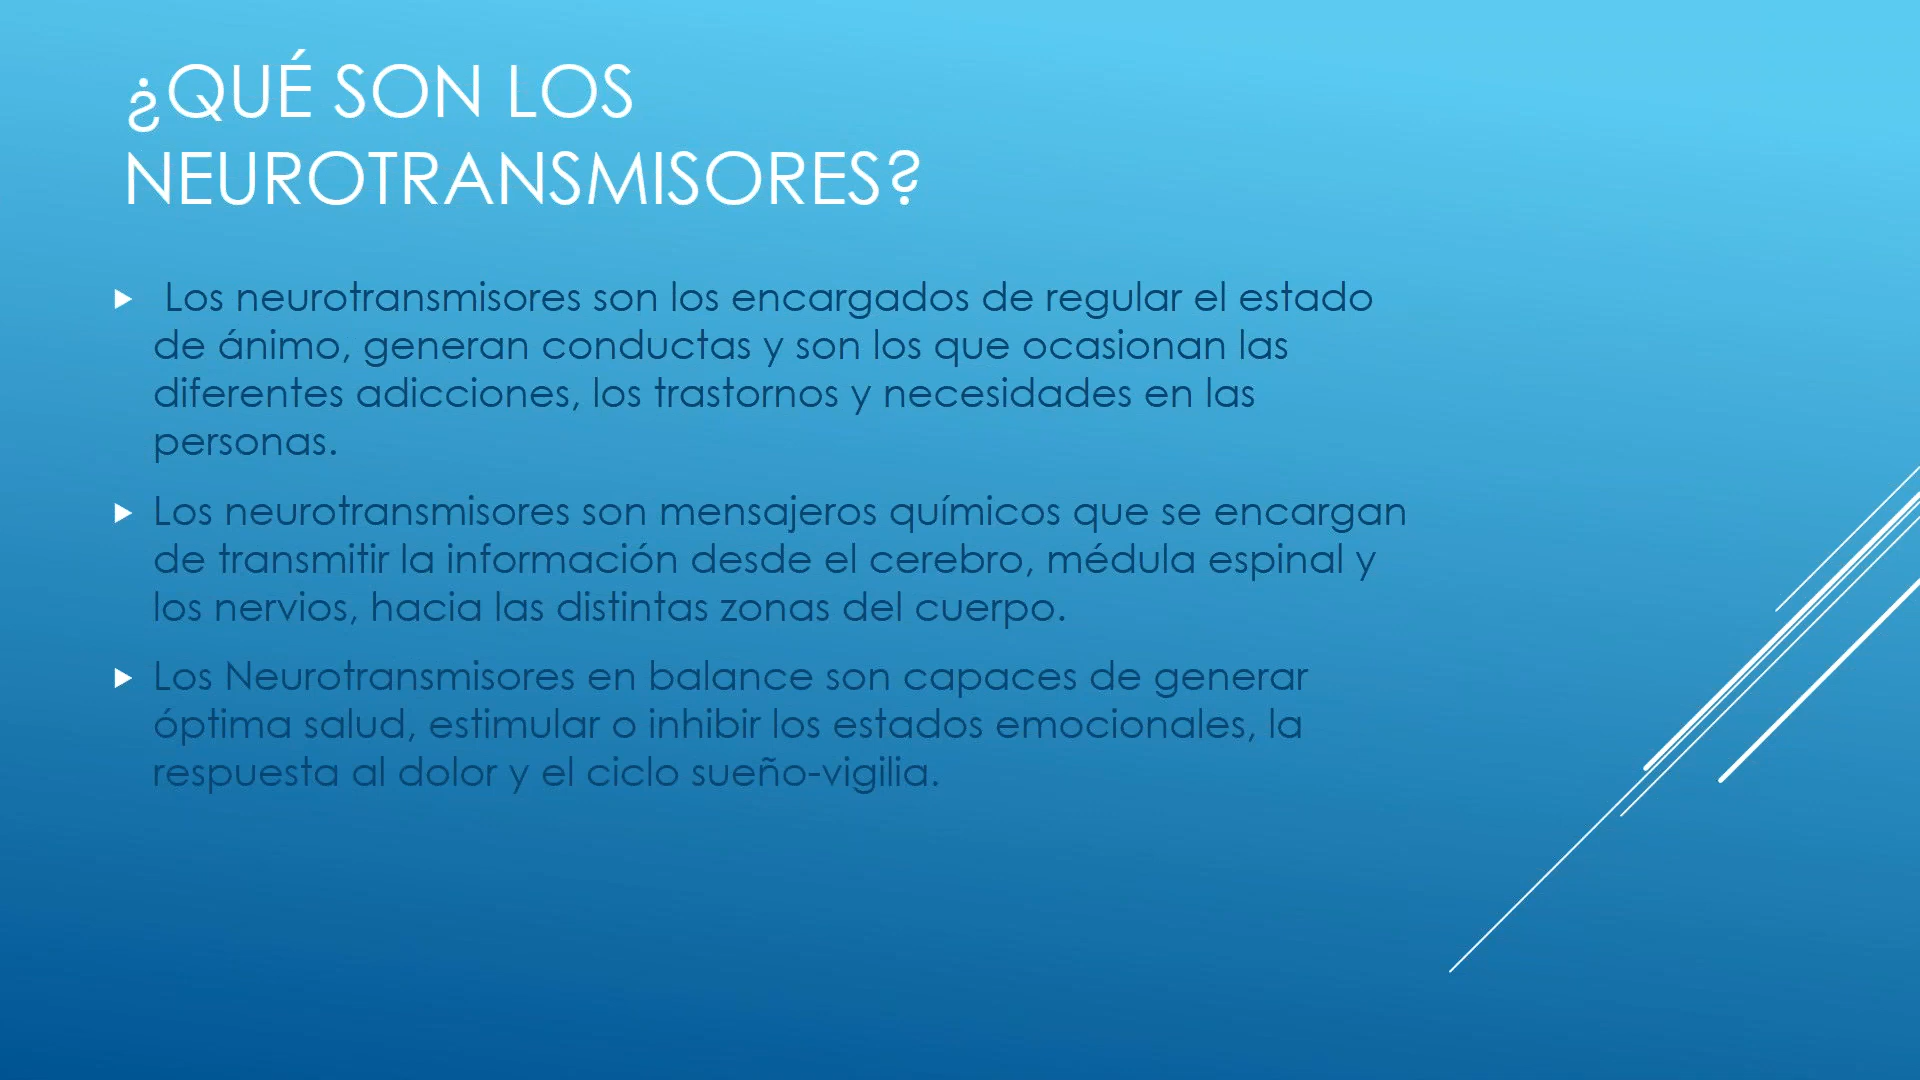 ¿QUÉ SON LOS
NEUROTRANSMISORES?
Los neurotransmisores son los encargados de regular el estado
de ánimo, generan conductas y son los que ocasionan las
diferentes adicciones, los trastornos y necesidades en las
personas.
Los neurotransmisores son mensajeros químicos que se encargan
de transmitir la información desde el cerebro, médula espinal y
los nervios, hacia las distintas zonas del cuerpo.
Los Neurotransmisores en balance son capaces de generar
óptima salud, estimular o inhibir los estados emocionales, la
respuesta al dolor y el ciclo sueño-vigilia.